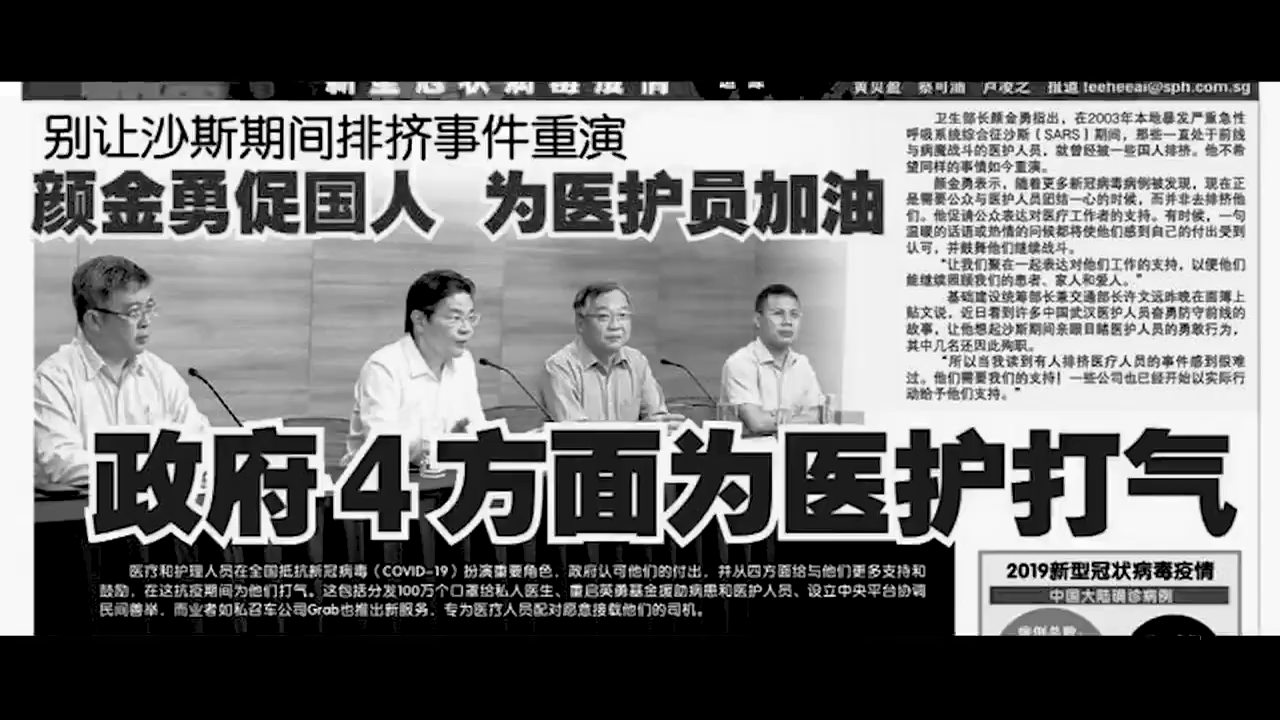 新型冠状病毒疫情
黄贝盈 蔡可涵 卢凌之 报道 leeheeai@sph.com.sg
别让沙斯期间排挤事件重演
颜金勇促国人 为医护员加油
卫生部长颜金勇指出，在2003年本地暴发严重急性
呼吸系统综合征沙斯（SARS）期间，那些一直处于前线
与病魔战斗的医护人员，就曾经被一些国人排挤。他不希
望同样的事情如今重演。
颜金勇表示，随着更多新冠病毒病例被发现，现在正
是需要公众与医护人员团结一心的时候，而并非去排挤他
们。他促请公众表达对医疗工作者的支持。有时候，一句
温暖的话语或热情的问候都将使他们感到自己的付出受到
认可，并鼓舞他们继续战斗。
“让我们聚在一起表达对他们工作的支持，以便他们
能继续照顾我们的患者、家人和爱人。”
基础建设统筹部长兼交通部长许文远昨晚在面簿上
贴文说，近日看到许多中国武汉医护人员奋勇防守前线的
故事，让他想起沙斯期间亲眼目睹医护人员的勇敢行为，
其中几名还因此殉职。
“所以当我读到有人排挤医疗人员的事件感到很难
过。他们需要我们的支持！一些公司也已经开始以实际行
动给予他们支持。”
政府4方面为医护打气
医疗和护理人员在全国抵抗新冠病毒（COVID-19）扮演重要角色，政府认可他们的付出，并从四方面给与他们更多支持和
鼓励，在这抗疫期间为他们打气。这包括分发100万个口罩给私人医生、重启英勇基金援助病患和医护人员、设立中央平台协调
民间善举，而业者如私召车公司Grab也推出新服务，专为医疗人员配对愿意接载他们的司机。
2019新型冠状病毒疫情
中国大陆确诊病例
病例总数: